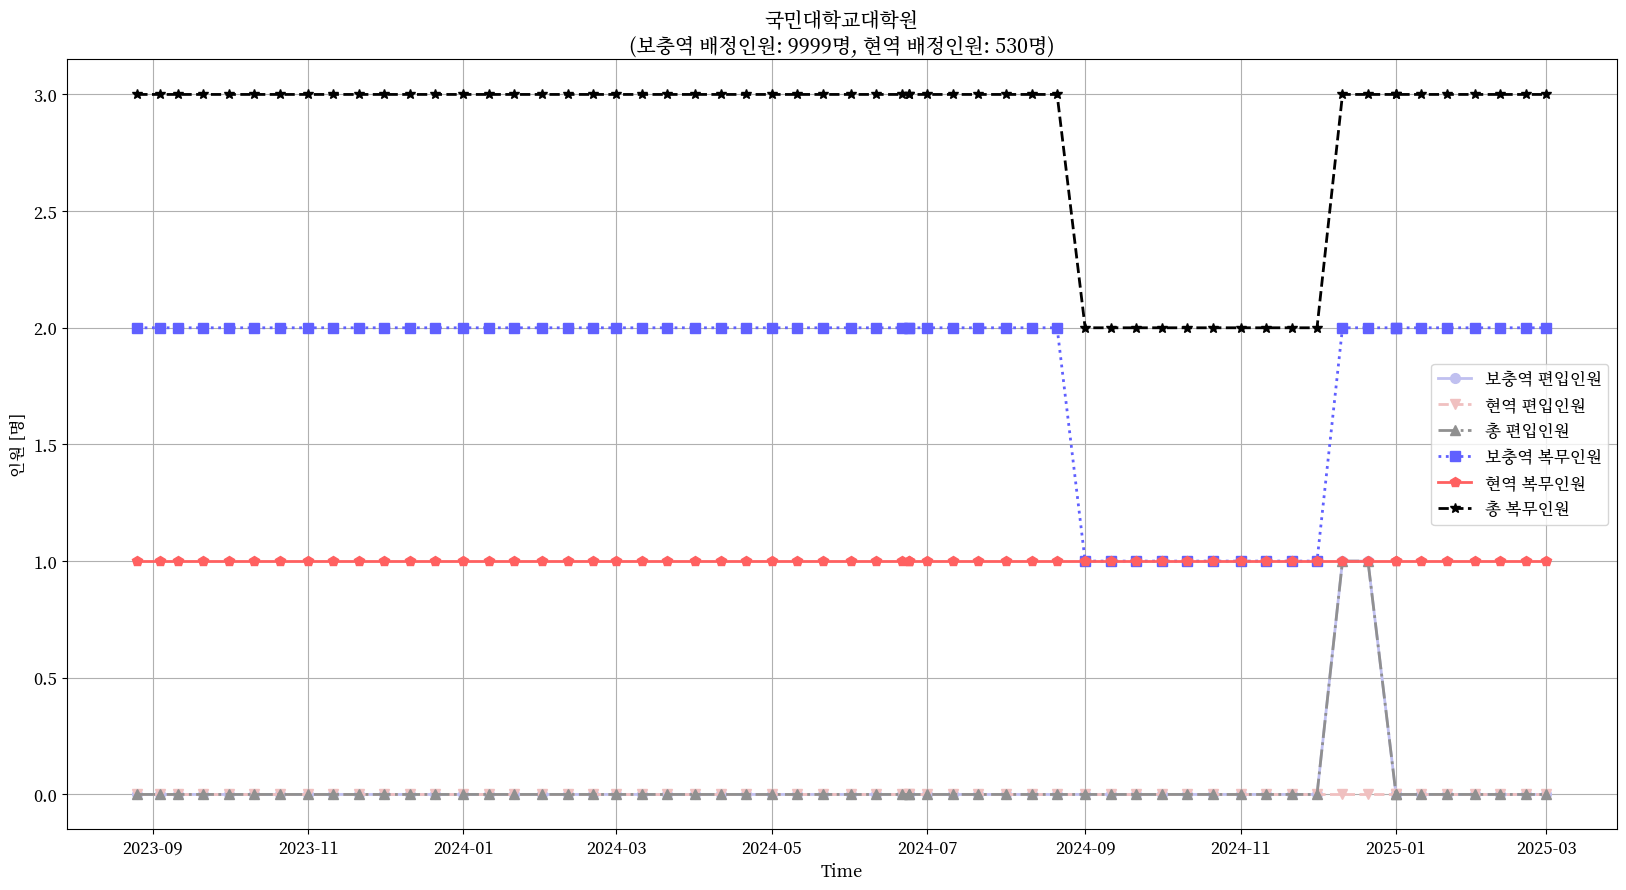 국민대학교대학원
(보충역 배정인원: 9999명, 현역 배정인원: 530명)
인원 [명]
3.0
2.5
2.0
1.5
1.0
0.5
0.0
보충역 편입인원
현역 편입인원
총 편입인원
보충역 복무인원
현역 복무인원
총 복무인원
2023-09 2023-11 2024-01 2024-03 2024-05 2024-07 2024-09 2024-11 2025-01 2025-03
Time